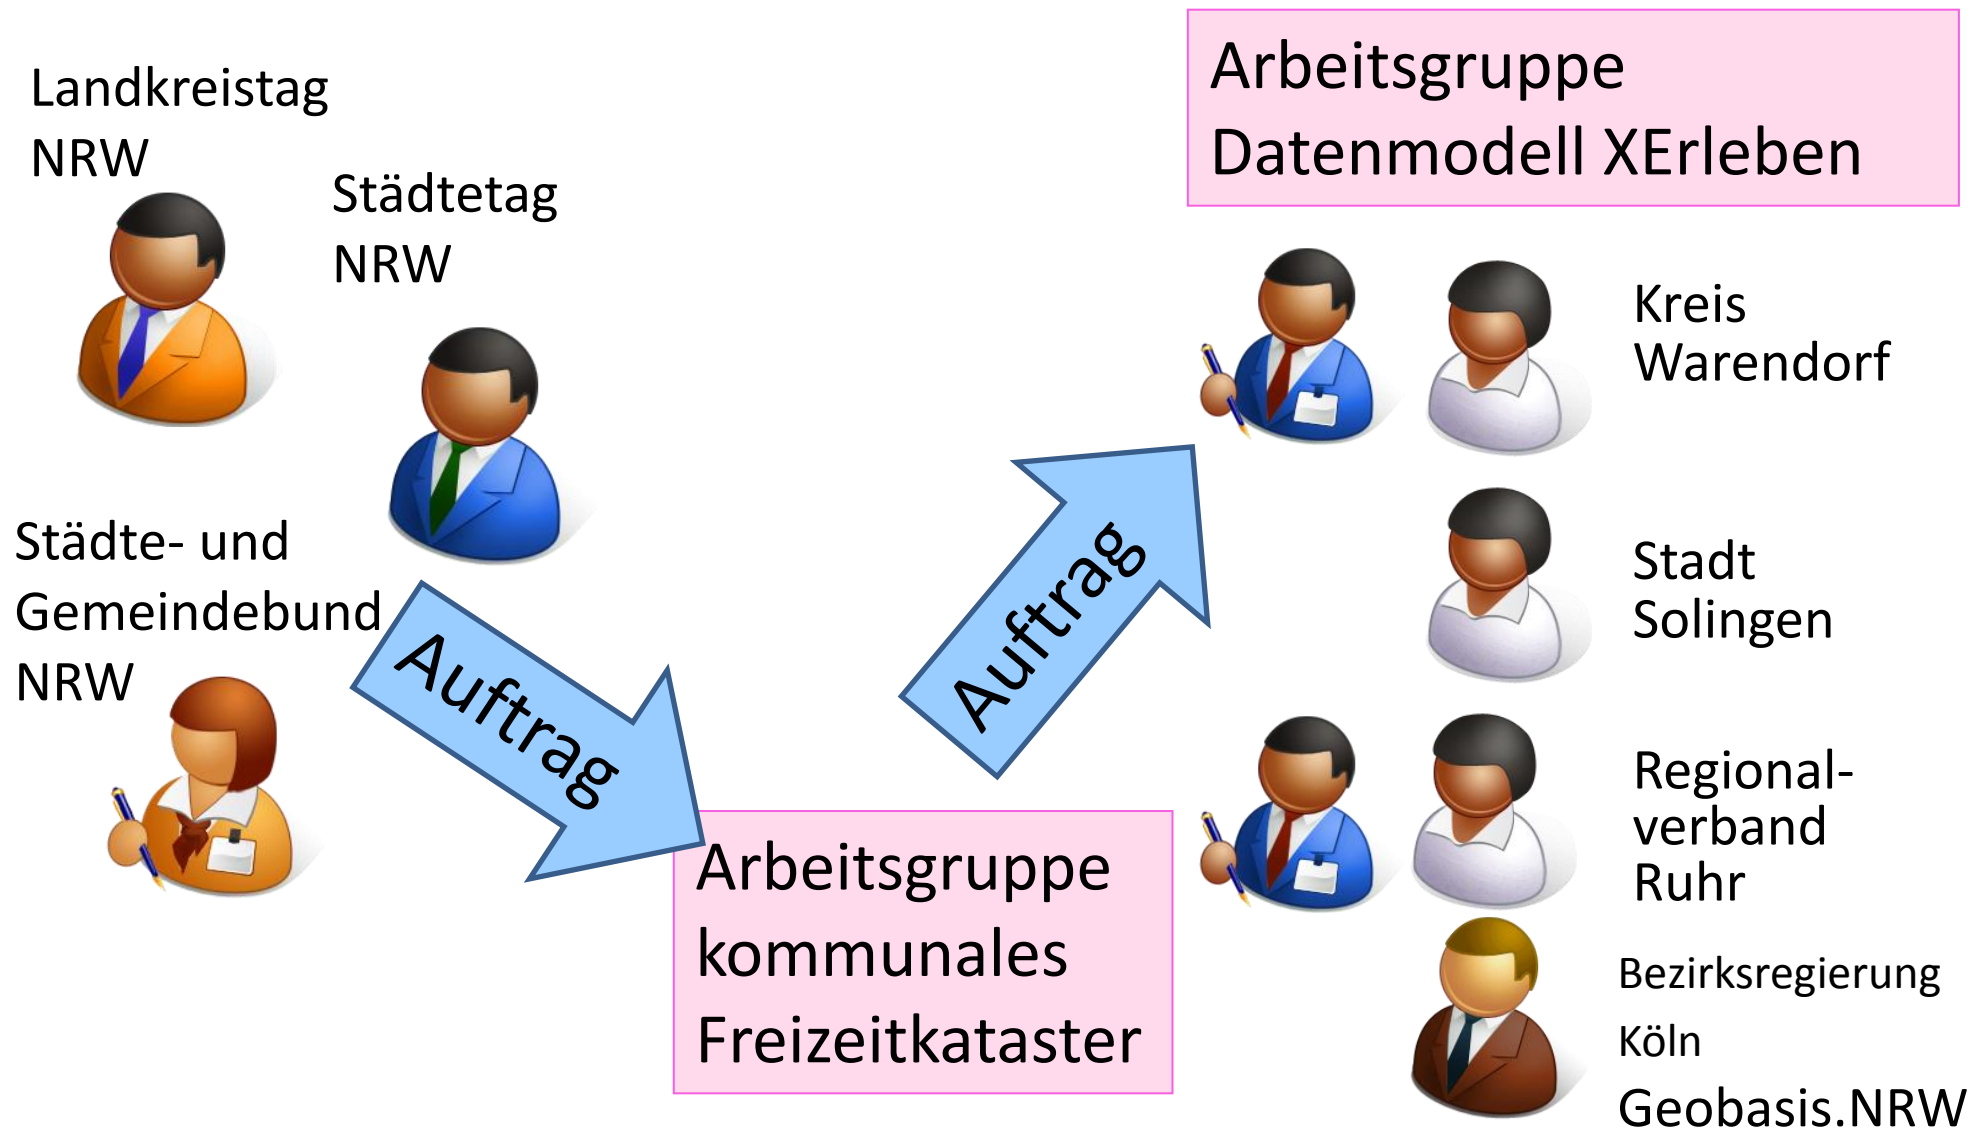 Landkreistag
NRW
Städtetag
NRW
Städte- und
Gemeindebund
NRW
Auftrag
Arbeitsgruppe
kommunales
Freizeitkataster
Auftrag
Arbeitsgruppe
Datenmodell XErleben
Kreis
Warendorf
Stadt
Solingen
Regional-
verband
Ruhr
Bezirksregierung
Köln
Geobasis.NRW